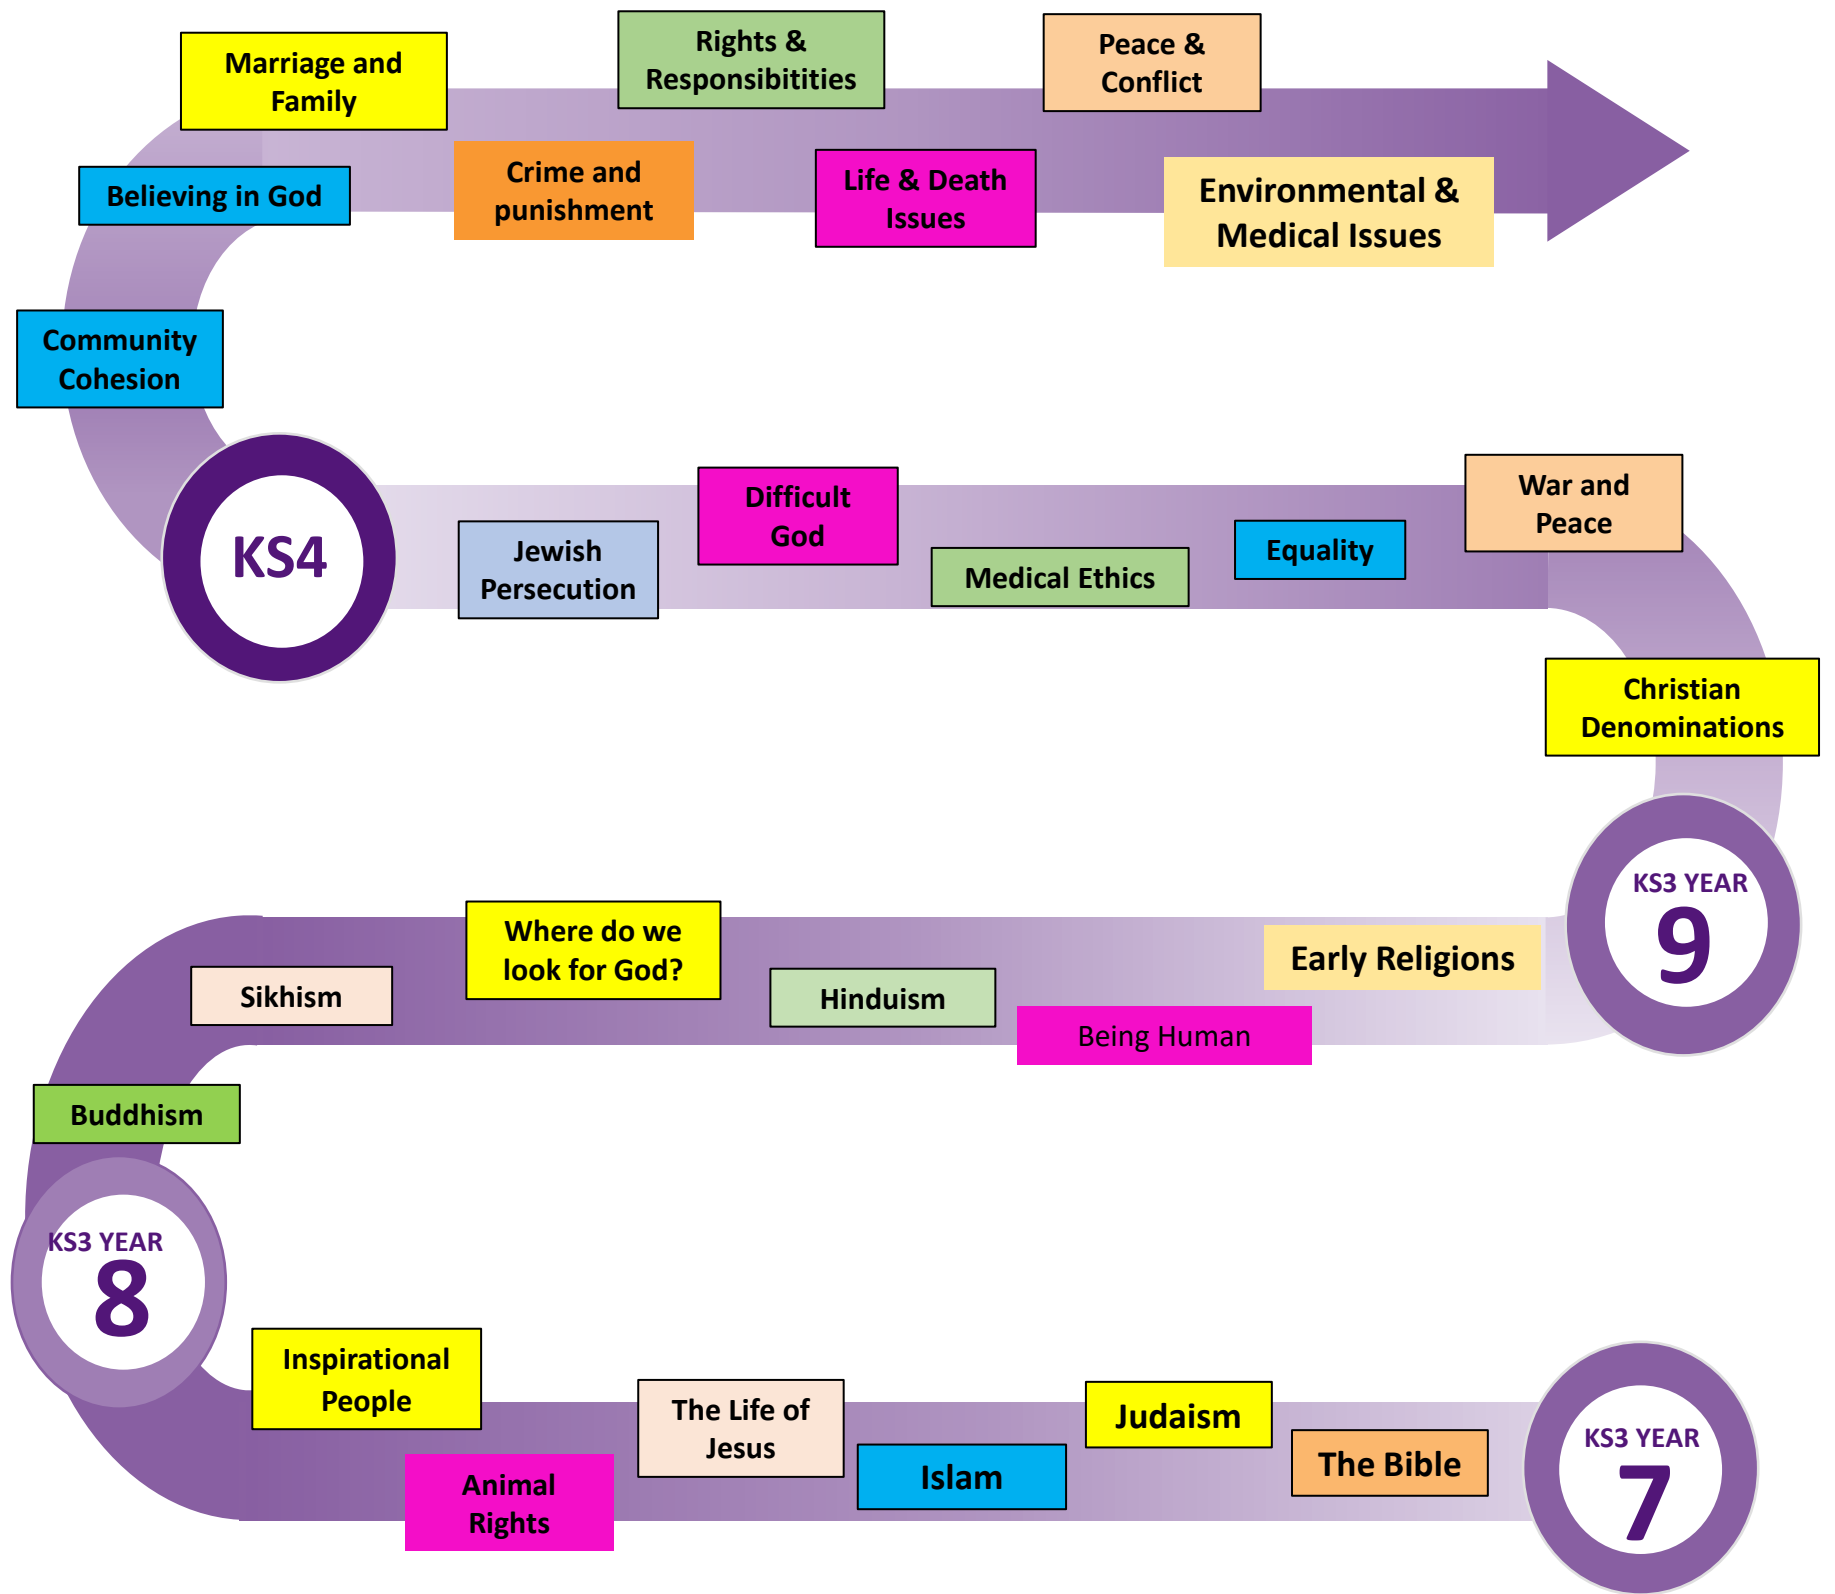 Marriage and
Family
Rights &
Responsibitities
Peace &
Conflict
Believing in God
Crime and
punishment
Life & Death
Issues
Environmental &
Medical Issues
Community
Cohesion
KS4
Jewish
Persecution
Difficult
God
Medical Ethics
Equality
War and
Peace
Christian
Denominations
KS3 YEAR
9
Sikhism
Where do we
look for God?
Hinduism
Being Human
Early Religions
Buddhism
KS3 YEAR
8
Inspirational
People
Animal
Rights
The Life of
Jesus
Islam
Judaism
The Bible
KS3 YEAR
7